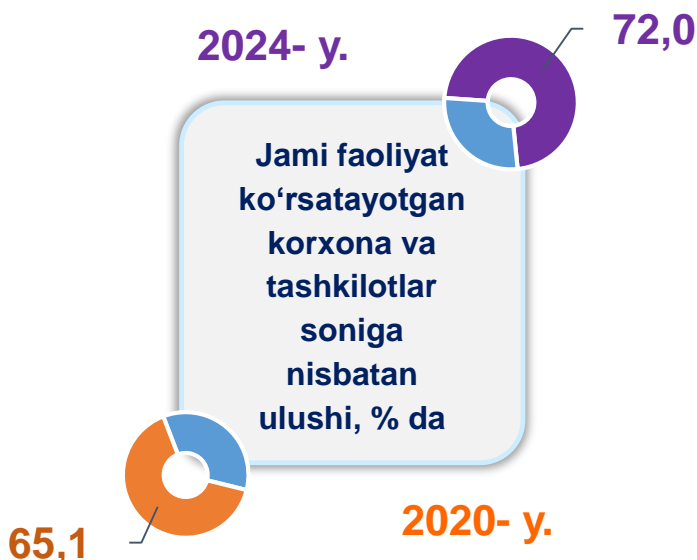 2024- y.
72,0
Jami faoliyat
ko‘rsatayotgan
korxona va
tashkilotlar
soniga
nisbatan
ulushi, % da
2020- y.
65,1